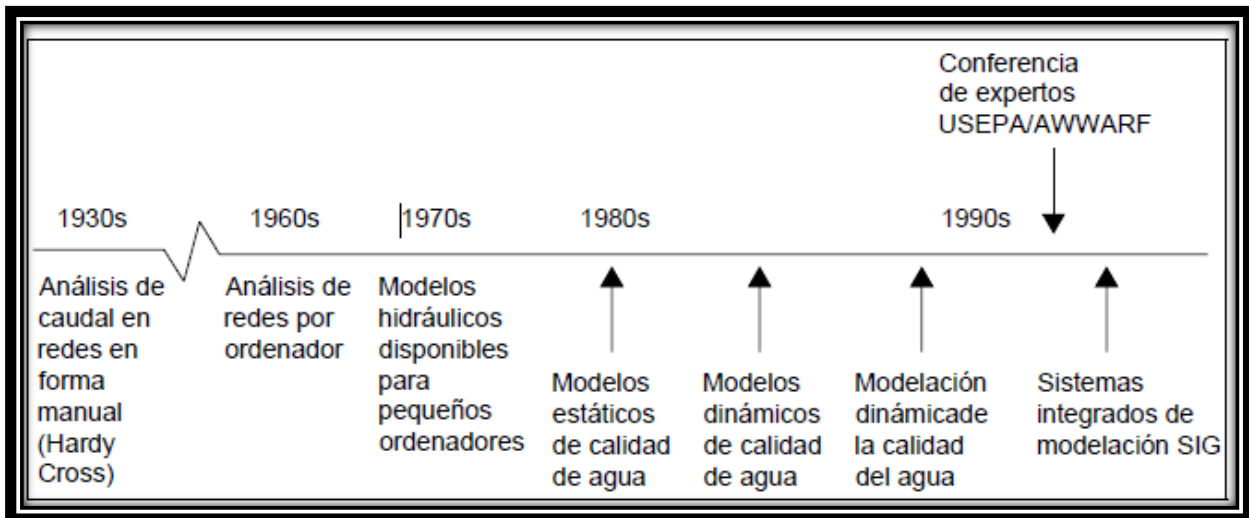 Conferencia
de expertos
USEPA/AWWARF
1930s
1960s
1970s
1980s
1990s
Análisis de
caudal en
redes en
forma
manual
(Hardy
Cross)
Análisis de
redes por
ordenador
Modelos
hidráulicos
disponibles
para
pequeños
ordenadores
Modelos
estáticos
de calidad
de agua
Modelos
dinámicos
de calidad
de agua
Modelación
dinámicade
la calidad
del agua
Sistemas
integrados de
modelación SIG